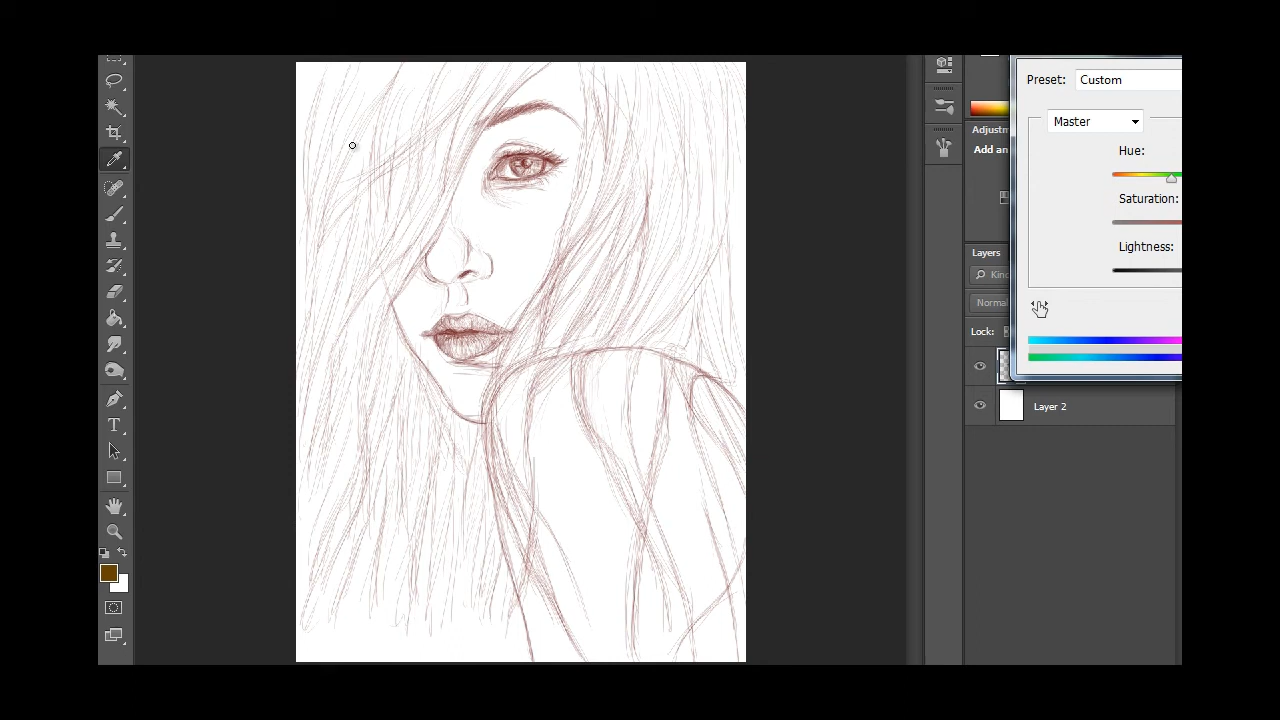 Preset: Custom
Master
Adjustm
Add an
Hue:
Saturation:
Lightness:
Layers
Kind
Normal
Lock:
Layer 2
T